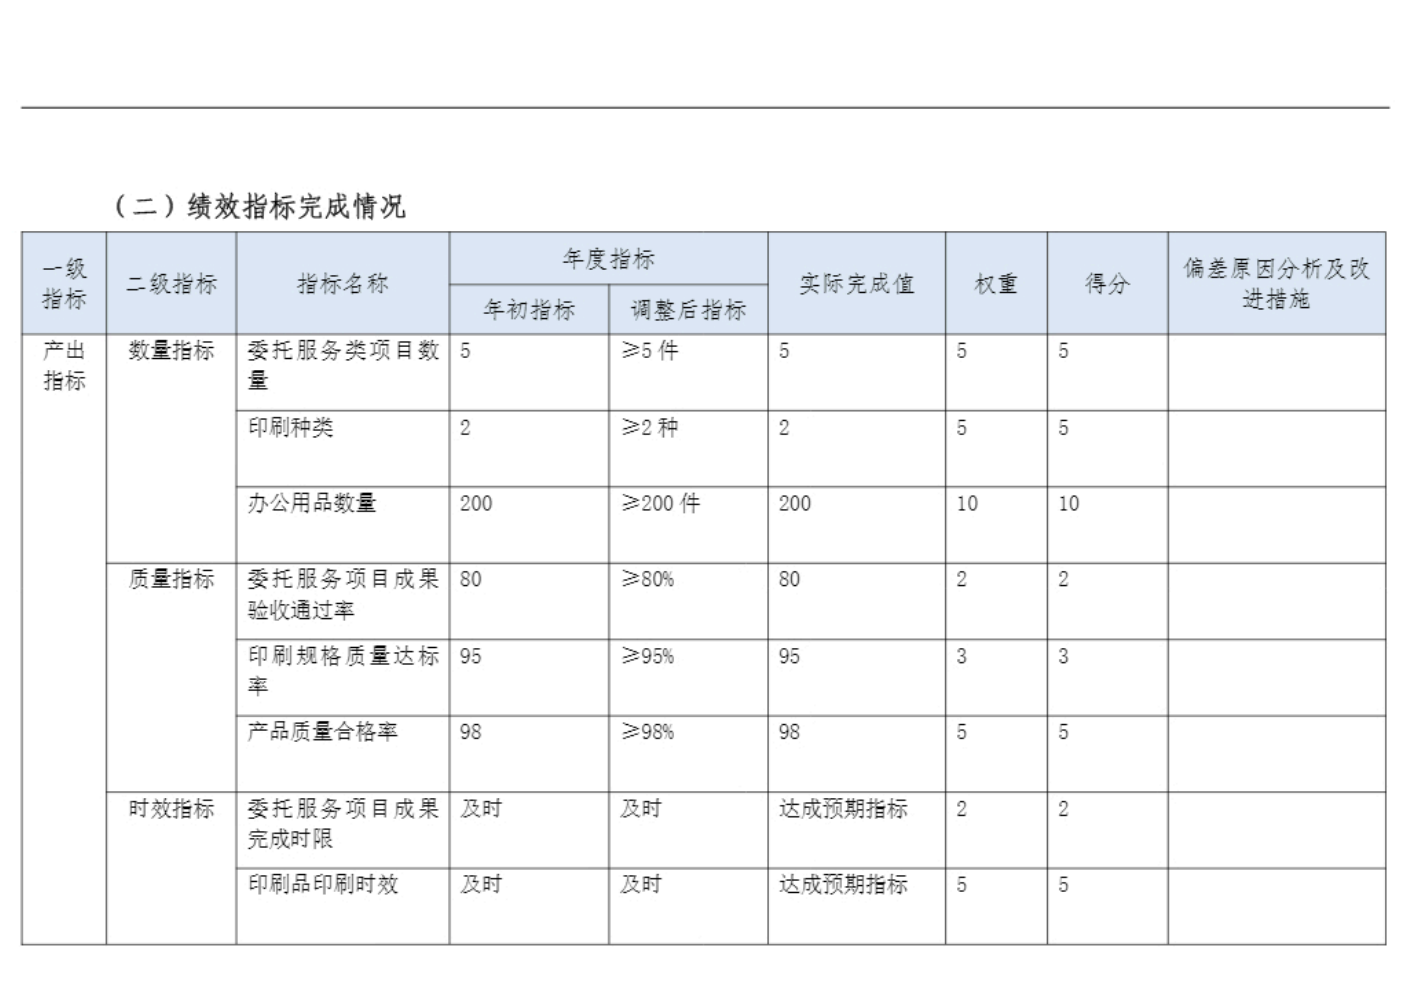 （二）绩效指标完成情况
一级指标 二级指标 指标名称 年度指标 实际完成值 权重 得分 偏差原因分析及改进措施
年初指标 调整后指标
产出指标 数量指标 委托服务类项目数量 5 ≥5 件 5 5 5
印刷种类 2 ≥2 种 2 5 5
办公用品数量 200 ≥200 件 200 10 10
质量指标 委托服务项目成果验收通过率 80 ≥80% 80 2 2
印刷规格质量达标率 95 ≥95% 95 3 3
产品质量合格率 98 ≥98% 98 5 5
时效指标 委托服务项目成果完成时限 及时 及时 达成预期指标 2 2
印刷品印刷时效 及时 及时 达成预期指标 5 5